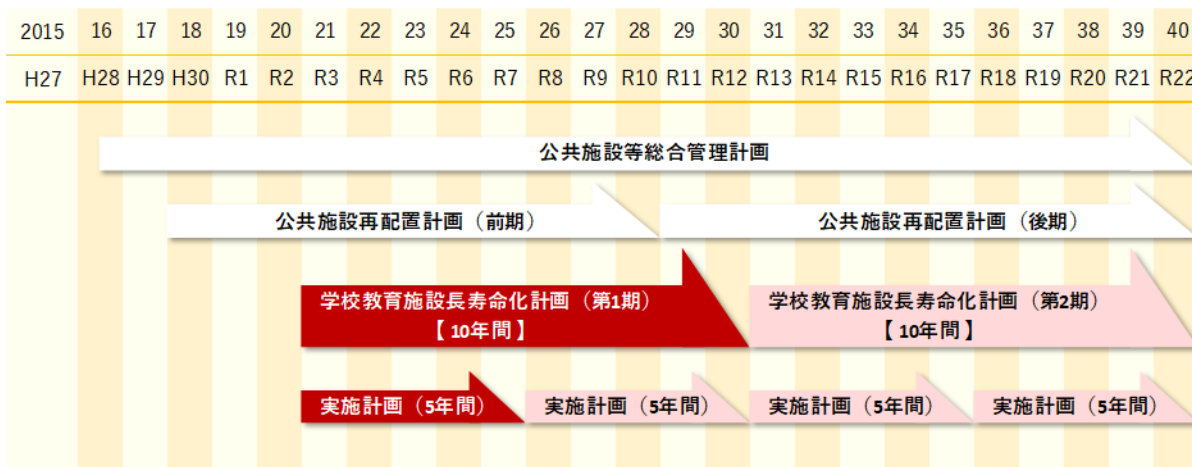 2015 16 17 18 19 20 21 22 23 24 25 26 27 28 29 30 31 32 33 34 35 36 37 38 39 40
H27 H28 H29 H30 R1 R2 R3 R4 R5 R6 R7 R8 R9 R10 R11 R12 R13 R14 R15 R16 R17 R18 R19 R20 R21 R22
公共施設等総合管理計画
公共施設再配置計画（前期） 公共施設再配置計画（後期）
学校教育施設長寿命化計画（第1期） 学校教育施設長寿命化計画（第2期）
【10年間】 【10年間】
実施計画（5年間） 実施計画（5年間） 実施計画（5年間） 実施計画（5年間）